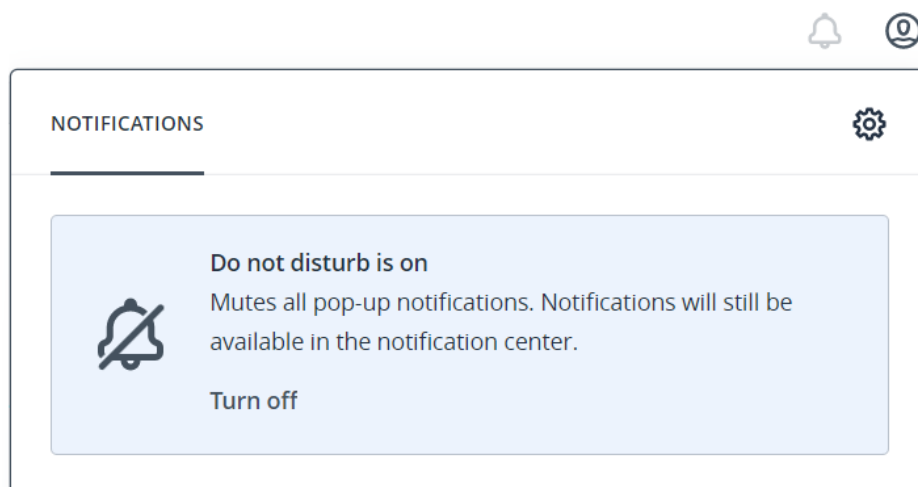 NOTIFICATIONS
Do not disturb is on
Mutes all pop-up notifications. Notifications will still be
available in the notification center.
Turn off